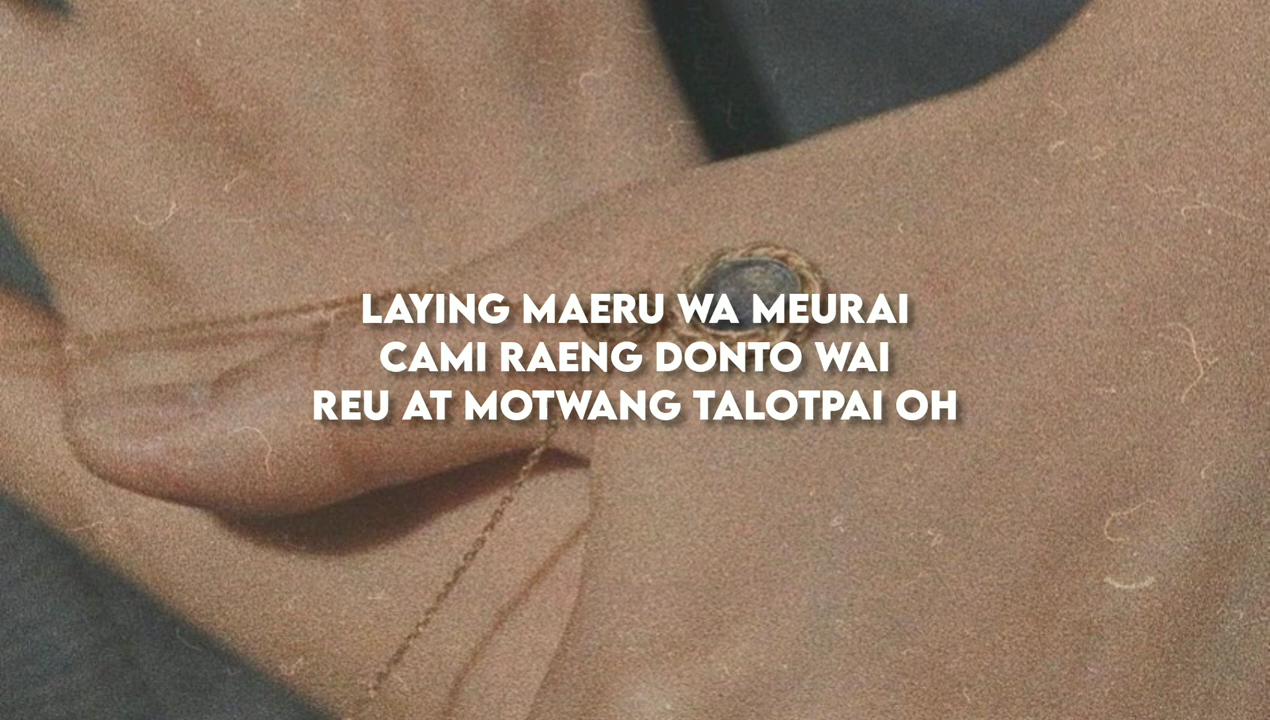 LAYING MAERU WA MEURAI
CAMI RAENG DONTO WAI
REU AT MOTWANG TALOTPAI OH